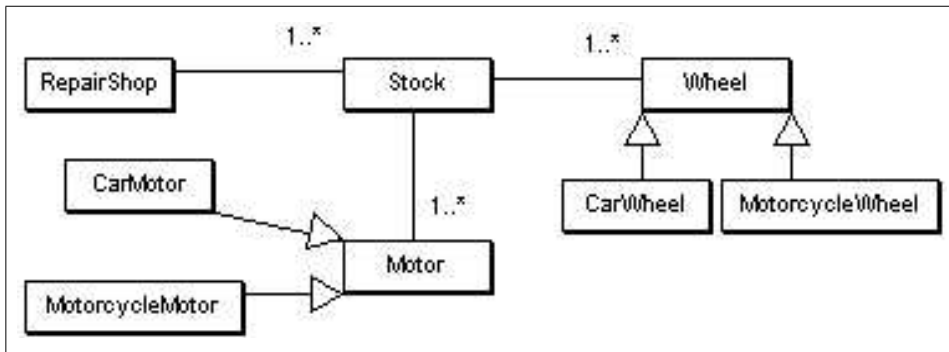 1..*
1..*
RepairShop
Stock
Wheel
CarMotor
CarWheel
MotorcycleWheel
1..*
Motor
MotorcycleMotor